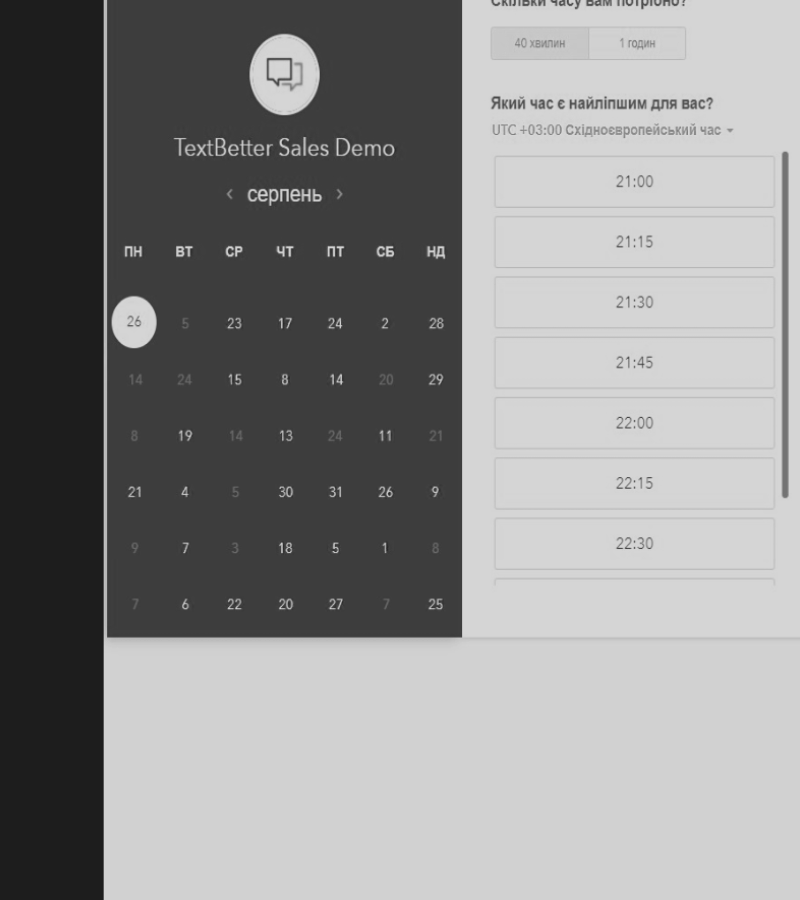 TextBetter Sales Demo
серпень
ПН ВТ СР ЧТ ПТ СБ НД
26 5 23 17 24 2 28
14 24 15 8 14 20 29
8 19 14 13 24 11 21
21 4 5 30 31 26 9
9 7 3 18 5 1 8
7 6 22 20 27 7 25
Скільки часу вам потрібно?
40 хвилин 1 годин
Який час є найліпшим для вас?
UTC +03:00 Східноєвропейський час
21:00
21:15
21:30
21:45
22:00
22:15
22:30